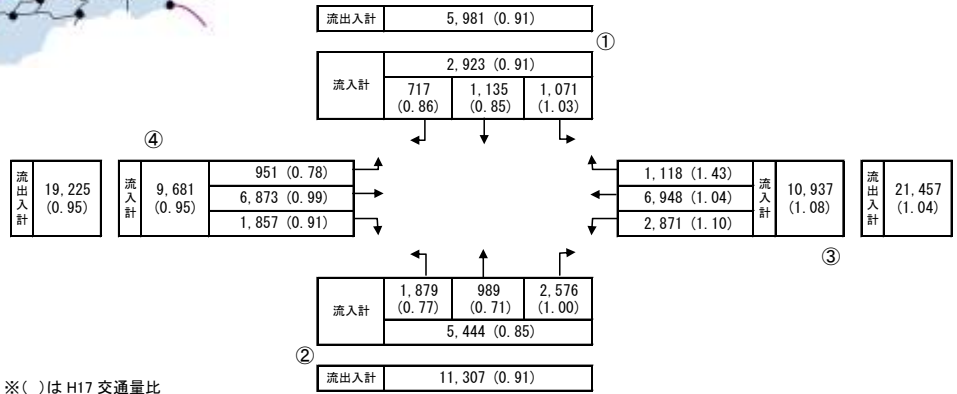 流出入計 5,981 (0.91)
①
流入計 2,923 (0.91)
717 1,135 1,071
(0.86) (0.85) (1.03)
④
流出入計 19,225 (0.95)
流入計 9,681 (0.95)
951 (0.78)
6,873 (0.99)
1,857 (0.91)
1,118 (1.43)
6,948 (1.04)
2,871 (1.10)
流入計 10,937 (1.08)
流出入計 21,457 (1.04)
③
流入計
1,879 989 2,576
(0.77) (0.71) (1.00)
5,444 (0.85)
②
流出入計 11,307 (0.91)
※( )は H17 交通量比